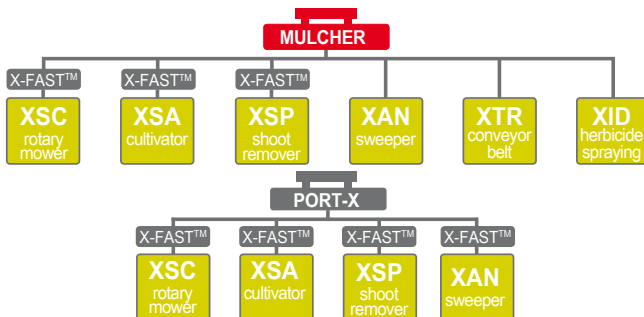 MULCHER
X-FAST™ X-FAST™ X-FAST™
XSC XSA XSP XAN XTR XID
rotary cultivator shoot sweeper conveyor herbicide
mower remover belt spraying
PORT-X
X-FAST™ X-FAST™ X-FAST™ X-FAST™
XSC XSA XSP XAN
rotary cultivator shoot sweeper
mower remover